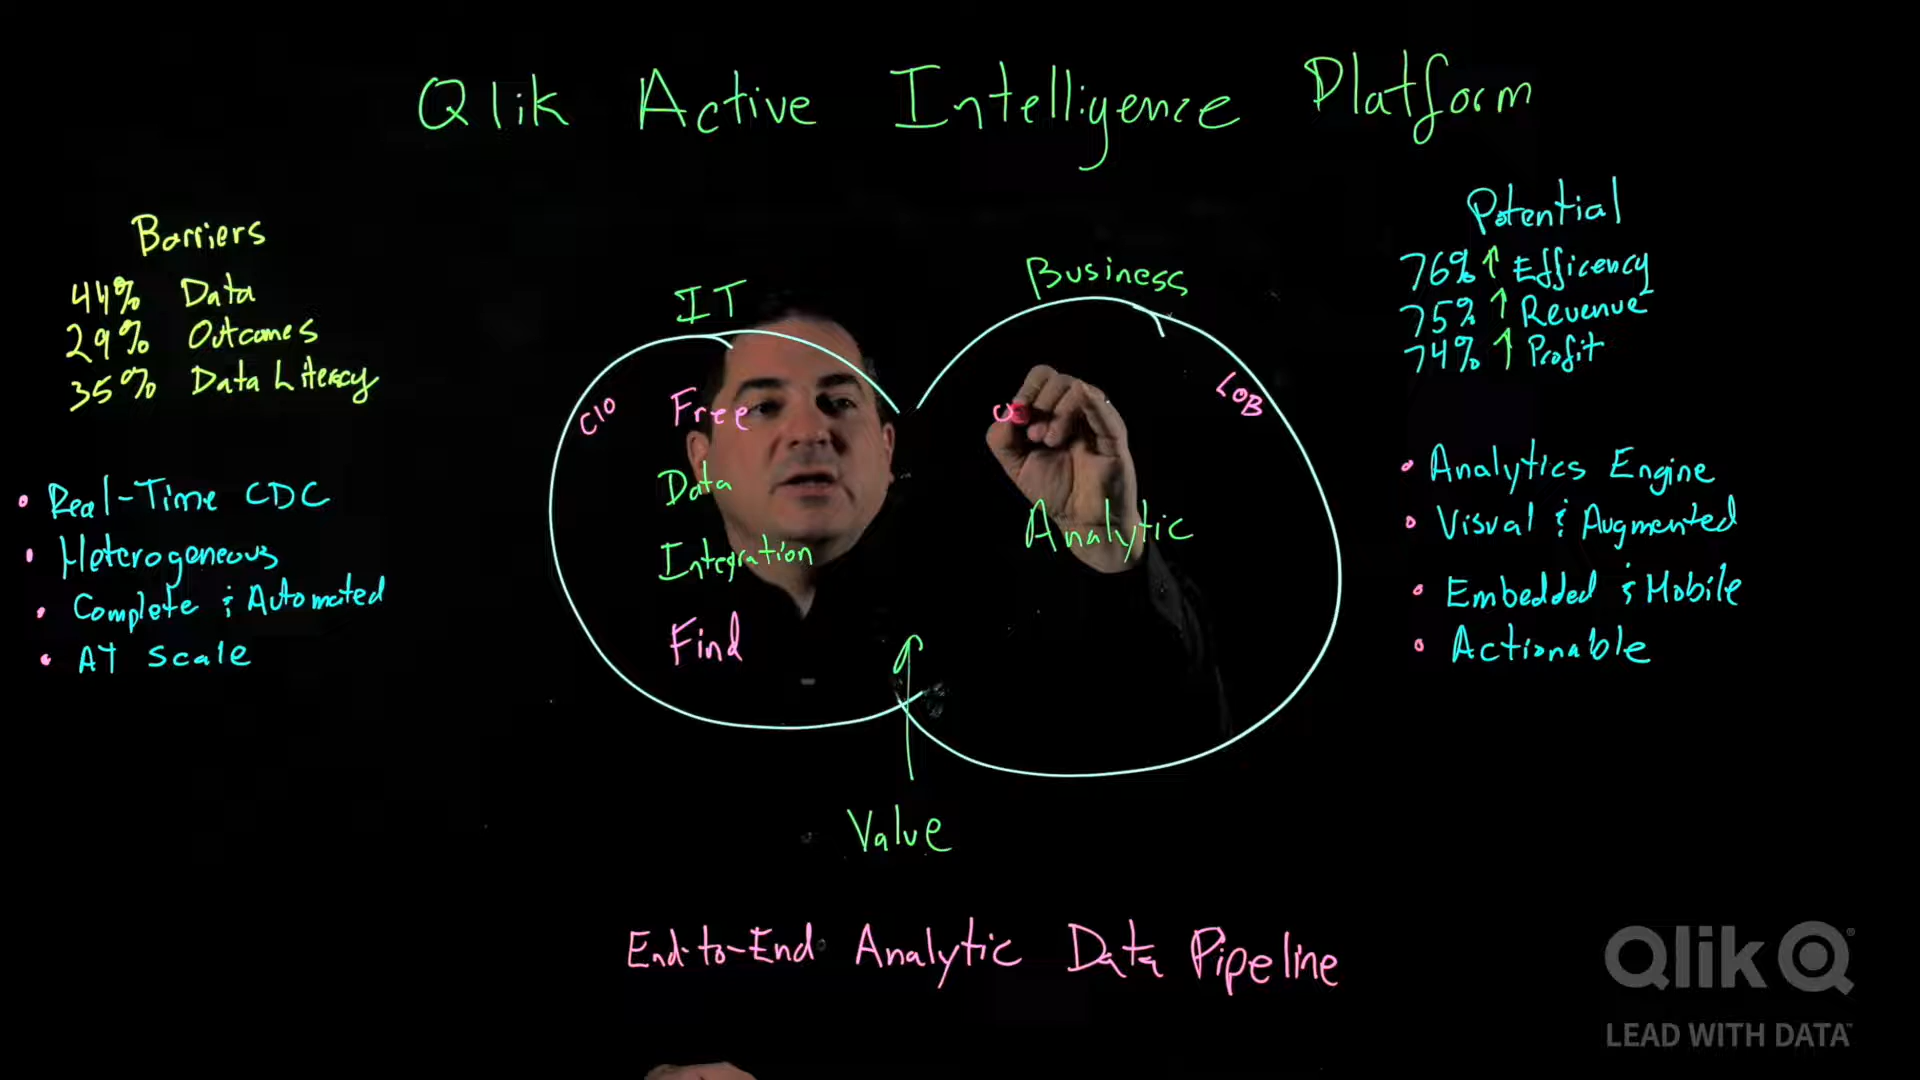 Qlik Active Intelligence Platform
Barriers
44% Data
29% Outcomes
35% Data Literacy
• Real-Time CDC
• Heterogeneous
• Complete & Automated
• AT Scale
IT
CIO
Free
Data
Integration
Find
Business
LOB
Analytic
Value
Potential
76% ↑ Efficency
75% ↑ Revenue
74% ↑ Profit
• Analytics Engine
• Visual & Augmented
• Embedded & Mobile
• Actionable
End-to-End Analytic Data Pipeline
Qlik
LEAD WITH DATA™